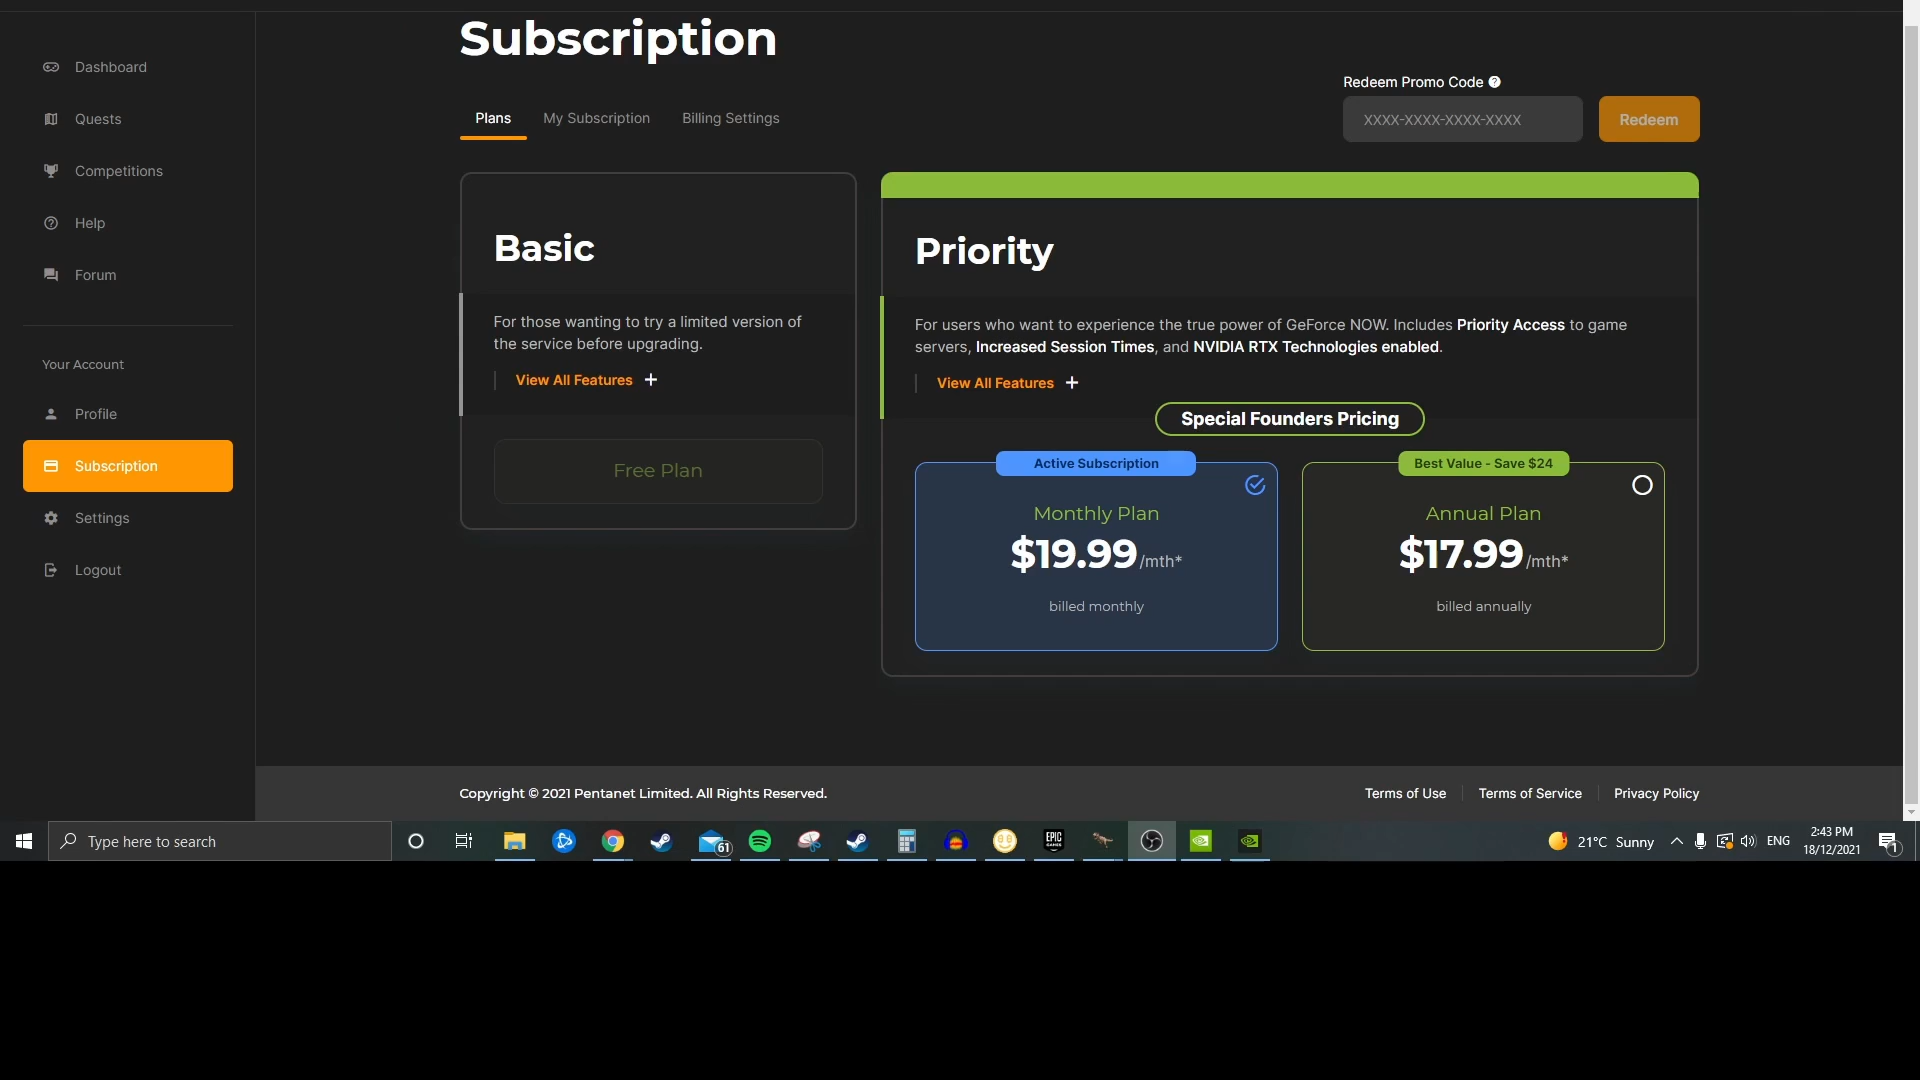 Subscription
Dashboard
Quests
Competitions
Help
Forum
Your Account
Profile
Subscription
Settings
Logout
Redeem Promo Code
XXXX-XXXX-XXXX-XXXX
Redeem
Plans
My Subscription
Billing Settings
Basic
For those wanting to try a limited version of
the service before upgrading.
View All Features +
Free Plan
Priority
For users who want to experience the true power of GeForce NOW. Includes Priority Access to game
servers, Increased Session Times, and NVIDIA RTX Technologies enabled.
View All Features +
Special Founders Pricing
Active Subscription
Monthly Plan
$19.99/mth*
billed monthly
Best Value - Save $24
Annual Plan
$17.99/mth*
billed annually
Copyright © 2021 Pentanet Limited. All Rights Reserved.
Terms of Use
Terms of Service
Privacy Policy
Type here to search
61
EPIC
GAMES
21°C Sunny
ENG
2:43 PM
18/12/2021
1